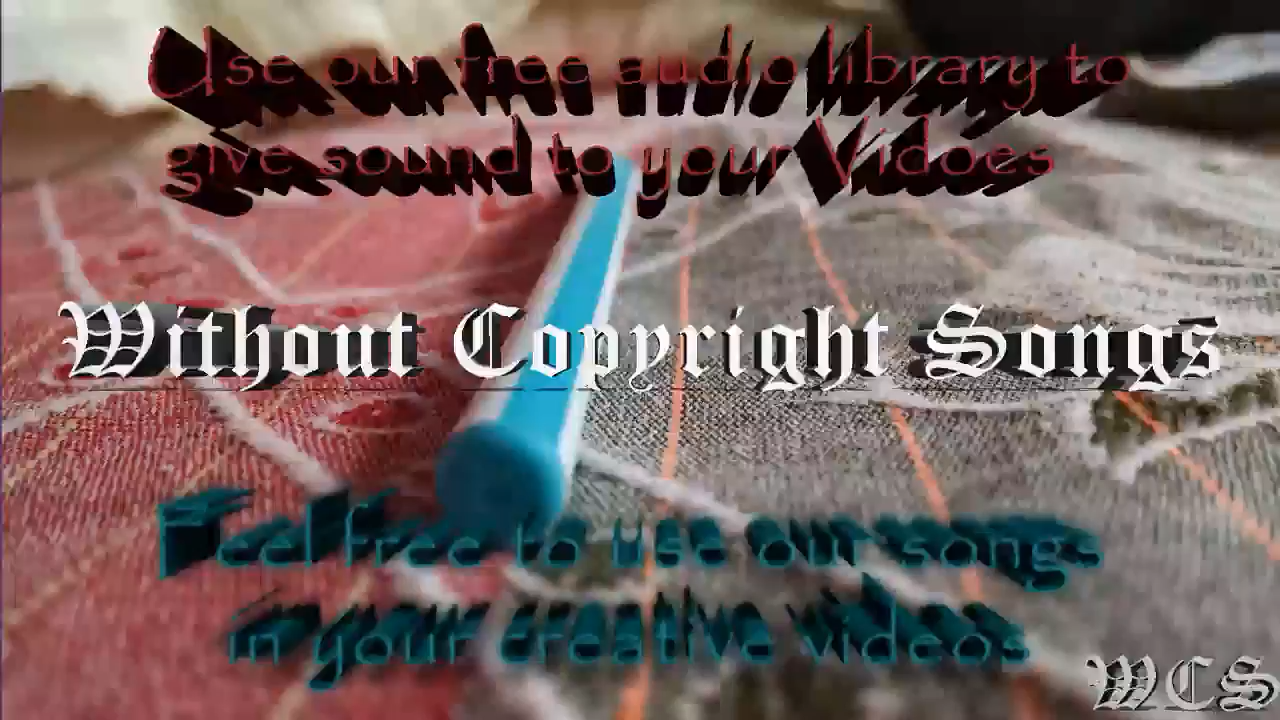 Use our free audio library to
give sound to your Vidoes
Without Copyright Songs
Feel free to use our songs
in your creative videos
WCS